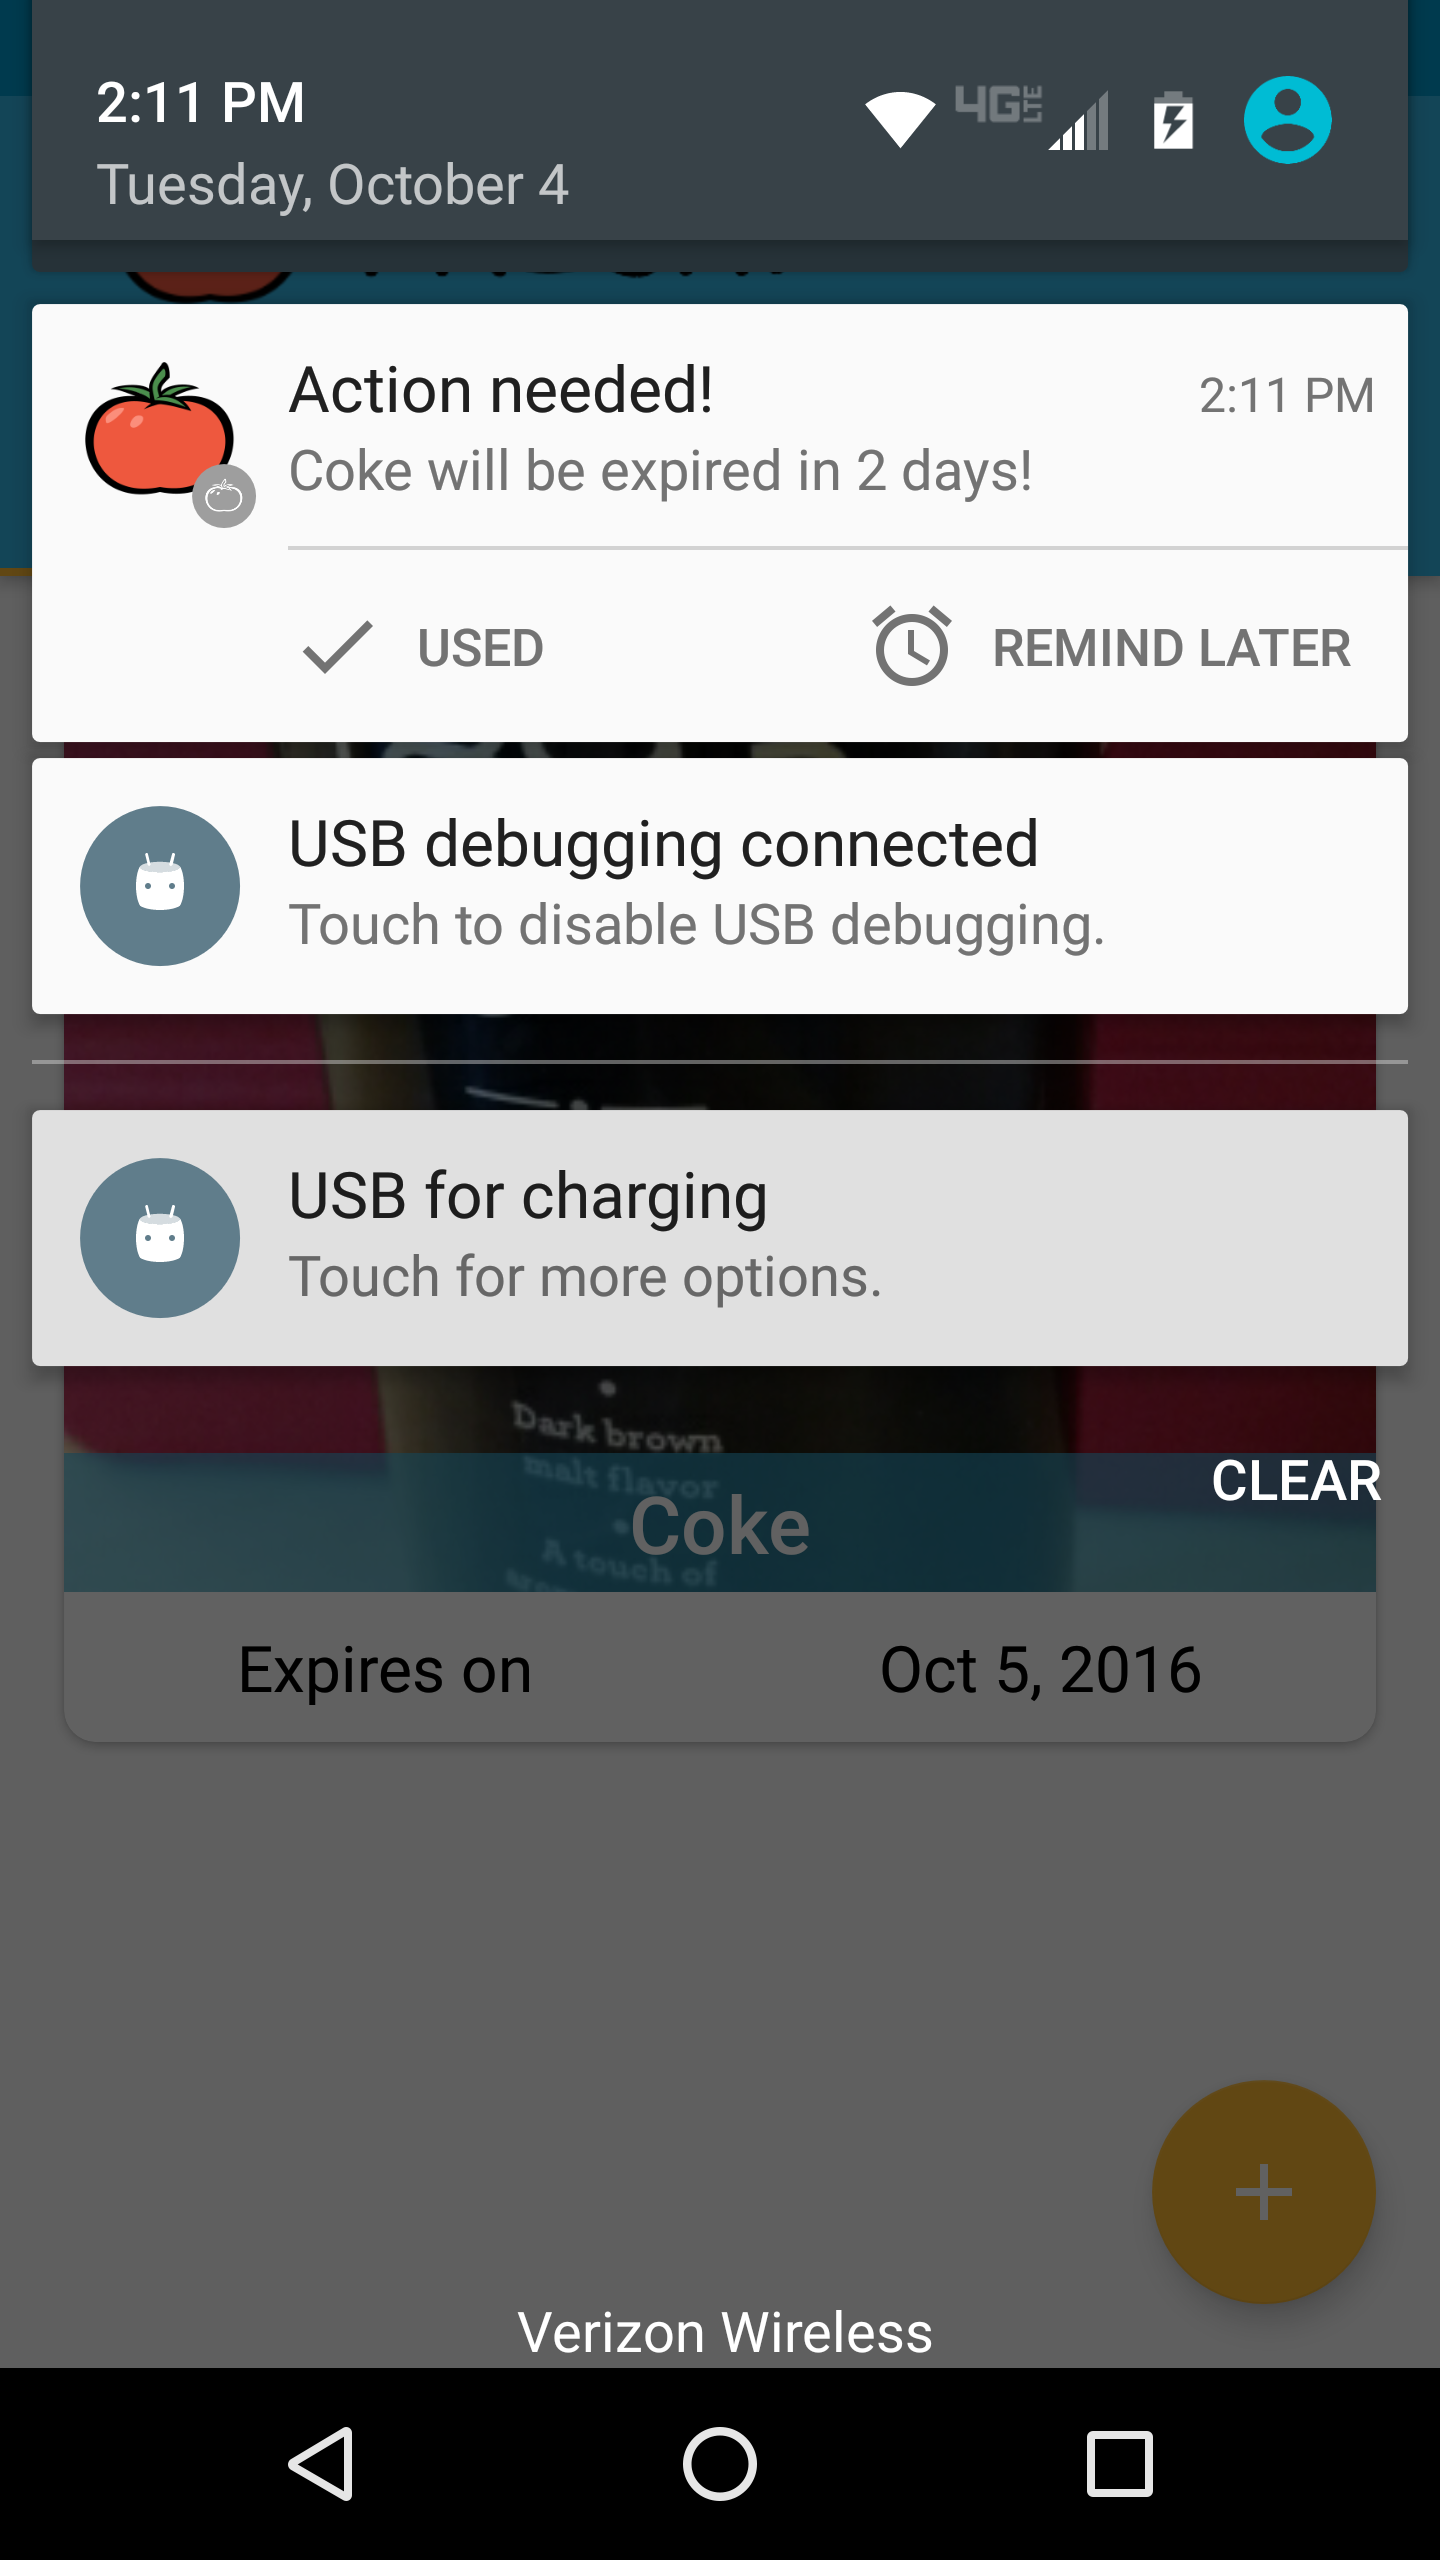 2:11 PM
4G LTE
Tuesday, October 4
Action needed!
2:11 PM
Coke will be expired in 2 days!
USED
REMIND LATER
USB debugging connected
Touch to disable USB debugging.
USB for charging
Touch for more options.
Dark brown
malt flavor
CLEAR
Coke
A touch of
Expires on
Oct 5, 2016
Verizon Wireless